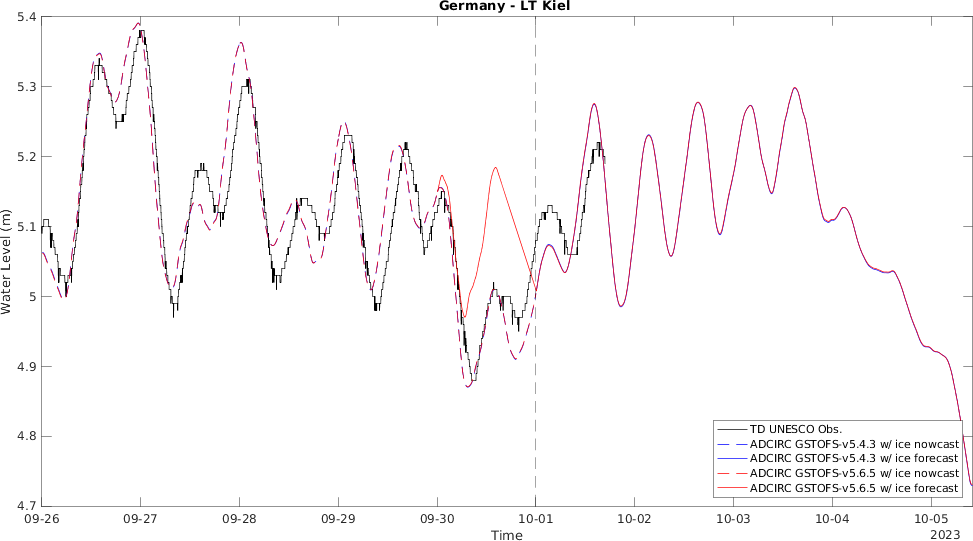 Germany - LT Kiel
Water Level (m)
5.4
5.3
5.2
5.1
5
4.9
4.8
4.7
09-26 09-27 09-28 09-29 09-30 10-01 10-02 10-03 10-04 10-05
Time
2023
TD UNESCO Obs.
ADCIRC GSTOFS-v5.4.3 w/ ice nowcast
ADCIRC GSTOFS-v5.4.3 w/ ice forecast
ADCIRC GSTOFS-v5.6.5 w/ ice nowcast
ADCIRC GSTOFS-v5.6.5 w/ ice forecast